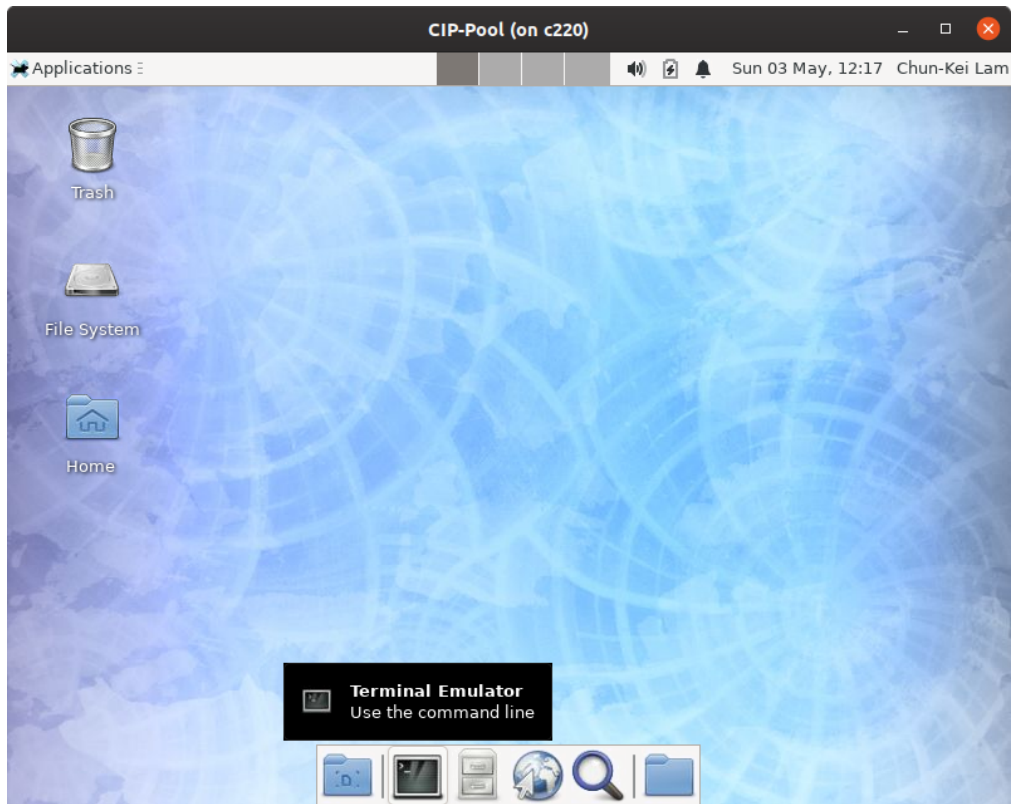 CIP-Pool (on c220)
Applications
Sun 03 May, 12:17 Chun-Kei Lam
Trash
File System
Home
Terminal Emulator
Use the command line